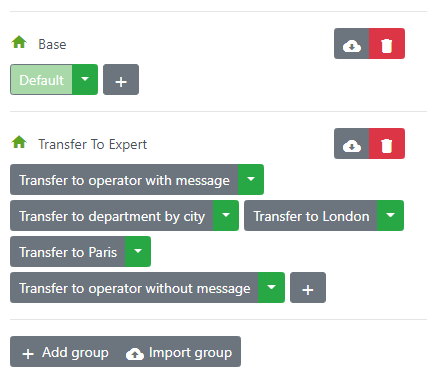 Base
Default
Transfer To Expert
Transfer to operator with message
Transfer to department by city Transfer to London
Transfer to Paris
Transfer to operator without message
Add group Import group